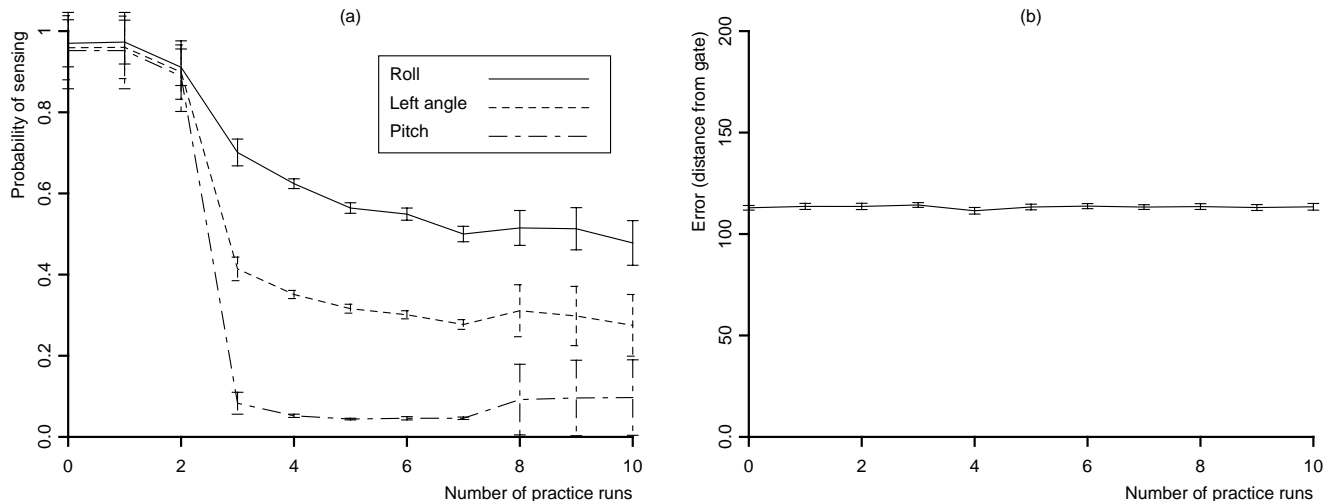 (a)
Probability of sensing
1
0.8
0.6
0.4
0.2
0.0
Roll
Left angle
Pitch
0 2 4 6 8 10
Number of practice runs
(b)
Error (distance from gate)
200
150
100
50
0.0
0 2 4 6 8 10
Number of practice runs